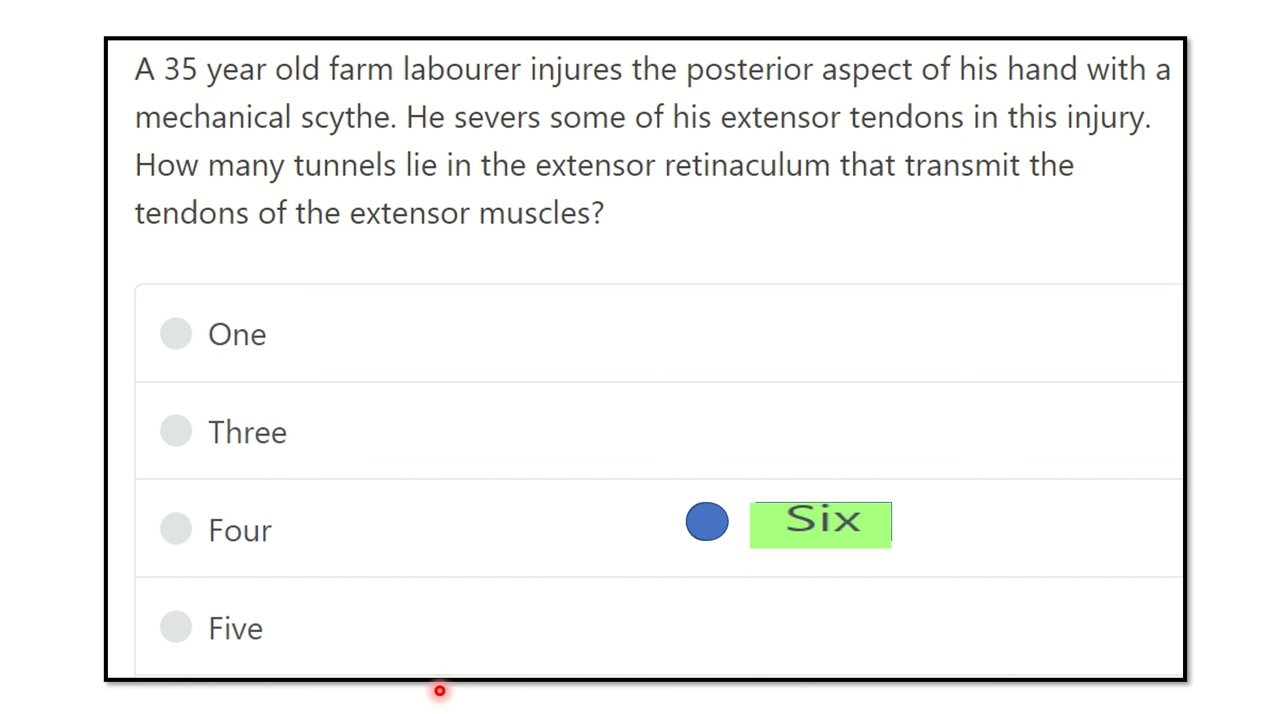 A 35 year old farm labourer injures the posterior aspect of his hand with a
mechanical scythe. He severs some of his extensor tendons in this injury.
How many tunnels lie in the extensor retinaculum that transmit the
tendons of the extensor muscles?
One
Three
Four
Six
Five